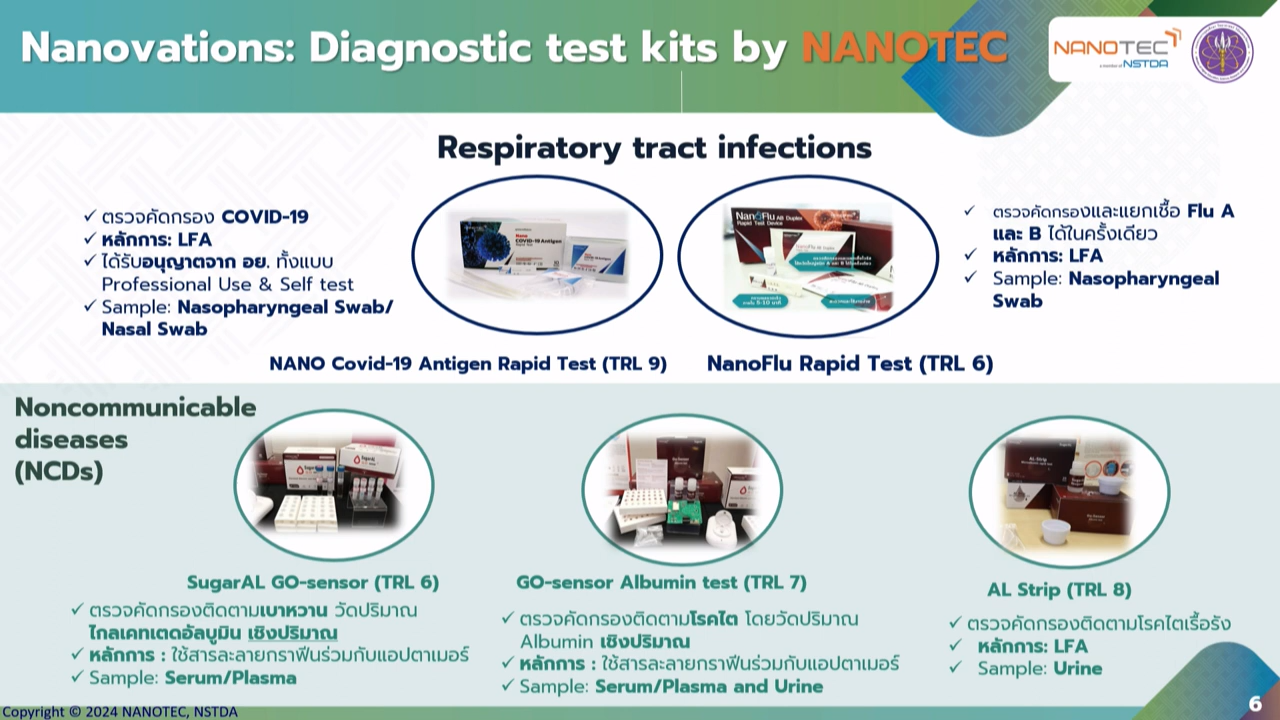 Nanovations: Diagnostic test kits by NANOTEC
NANOTEC
a member of NSTDA
Respiratory tract infections
✓ ตรวจคัดกรอง COVID-19
✓ หลักการ: LFA
✓ ได้รับอนุญาตจาก อย. ทั้งแบบ
Professional Use & Self test
✓ Sample: Nasopharyngeal Swab/
Nasal Swab
Nano
COVID-19 Antigen
Rapid Test
NanoFlu AB Duplex
Rapid Test Device
✓ ตรวจคัดกรองและแยกเชื้อ Flu A
และ B ได้ในครั้งเดียว
✓ หลักการ: LFA
✓ Sample: Nasopharyngeal
Swab
NANO Covid-19 Antigen Rapid Test (TRL 9)
NanoFlu Rapid Test (TRL 6)
Noncommunicable
diseases
(NCDs)
AL-Strip
SugarAL GO-sensor (TRL 6)
✓ ตรวจคัดกรองติดตามเบาหวาน วัดปริมาณ
ไกลเคทเตดอัลบูมิน เชิงปริมาณ
✓ หลักการ : ใช้สารละลายกราฟีนร่วมกับแอปตาเมอร์
✓ Sample: Serum/Plasma
GO-sensor Albumin test (TRL 7)
✓ ตรวจคัดกรองติดตามโรคไต โดยวัดปริมาณ
Albumin เชิงปริมาณ
✓ หลักการ : ใช้สารละลายกราฟีนร่วมกับแอปตาเมอร์
✓ Sample: Serum/Plasma and Urine
AL Strip (TRL 8)
✓ ตรวจคัดกรองติดตามโรคไตเรื้อรัง
✓ หลักการ: LFA
✓ Sample: Urine
Copyright © 2024 NANOTEC, NSTDA
6